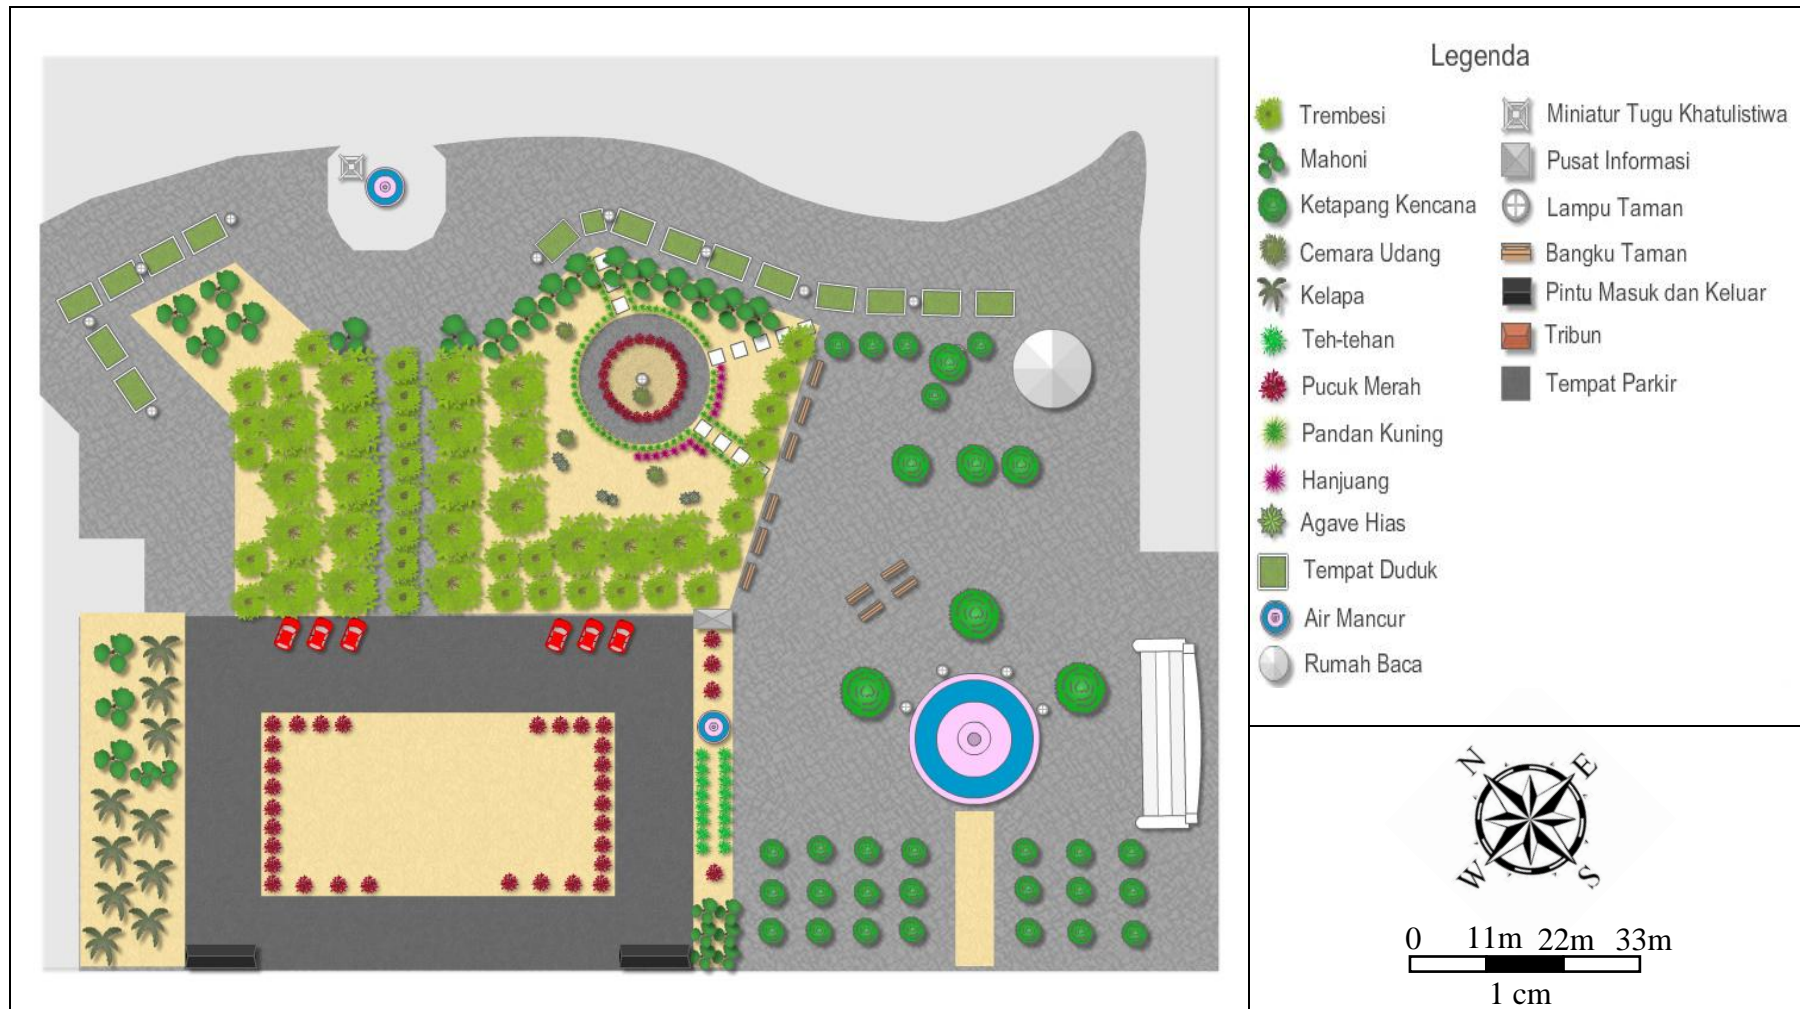 Legenda
Trembesi
Mahoni
Ketapang Kencana
Cemara Udang
Kelapa
Teh-tehan
Pucuk Merah
Pandan Kuning
Hanjuang
Agave Hias
Tempat Duduk
Air Mancur
Rumah Baca
Miniatur Tugu Khatulistiwa
Pusat Informasi
Lampu Taman
Bangku Taman
Pintu Masuk dan Keluar
Tribun
Tempat Parkir
N E
W S
0 11m 22m 33m
1 cm